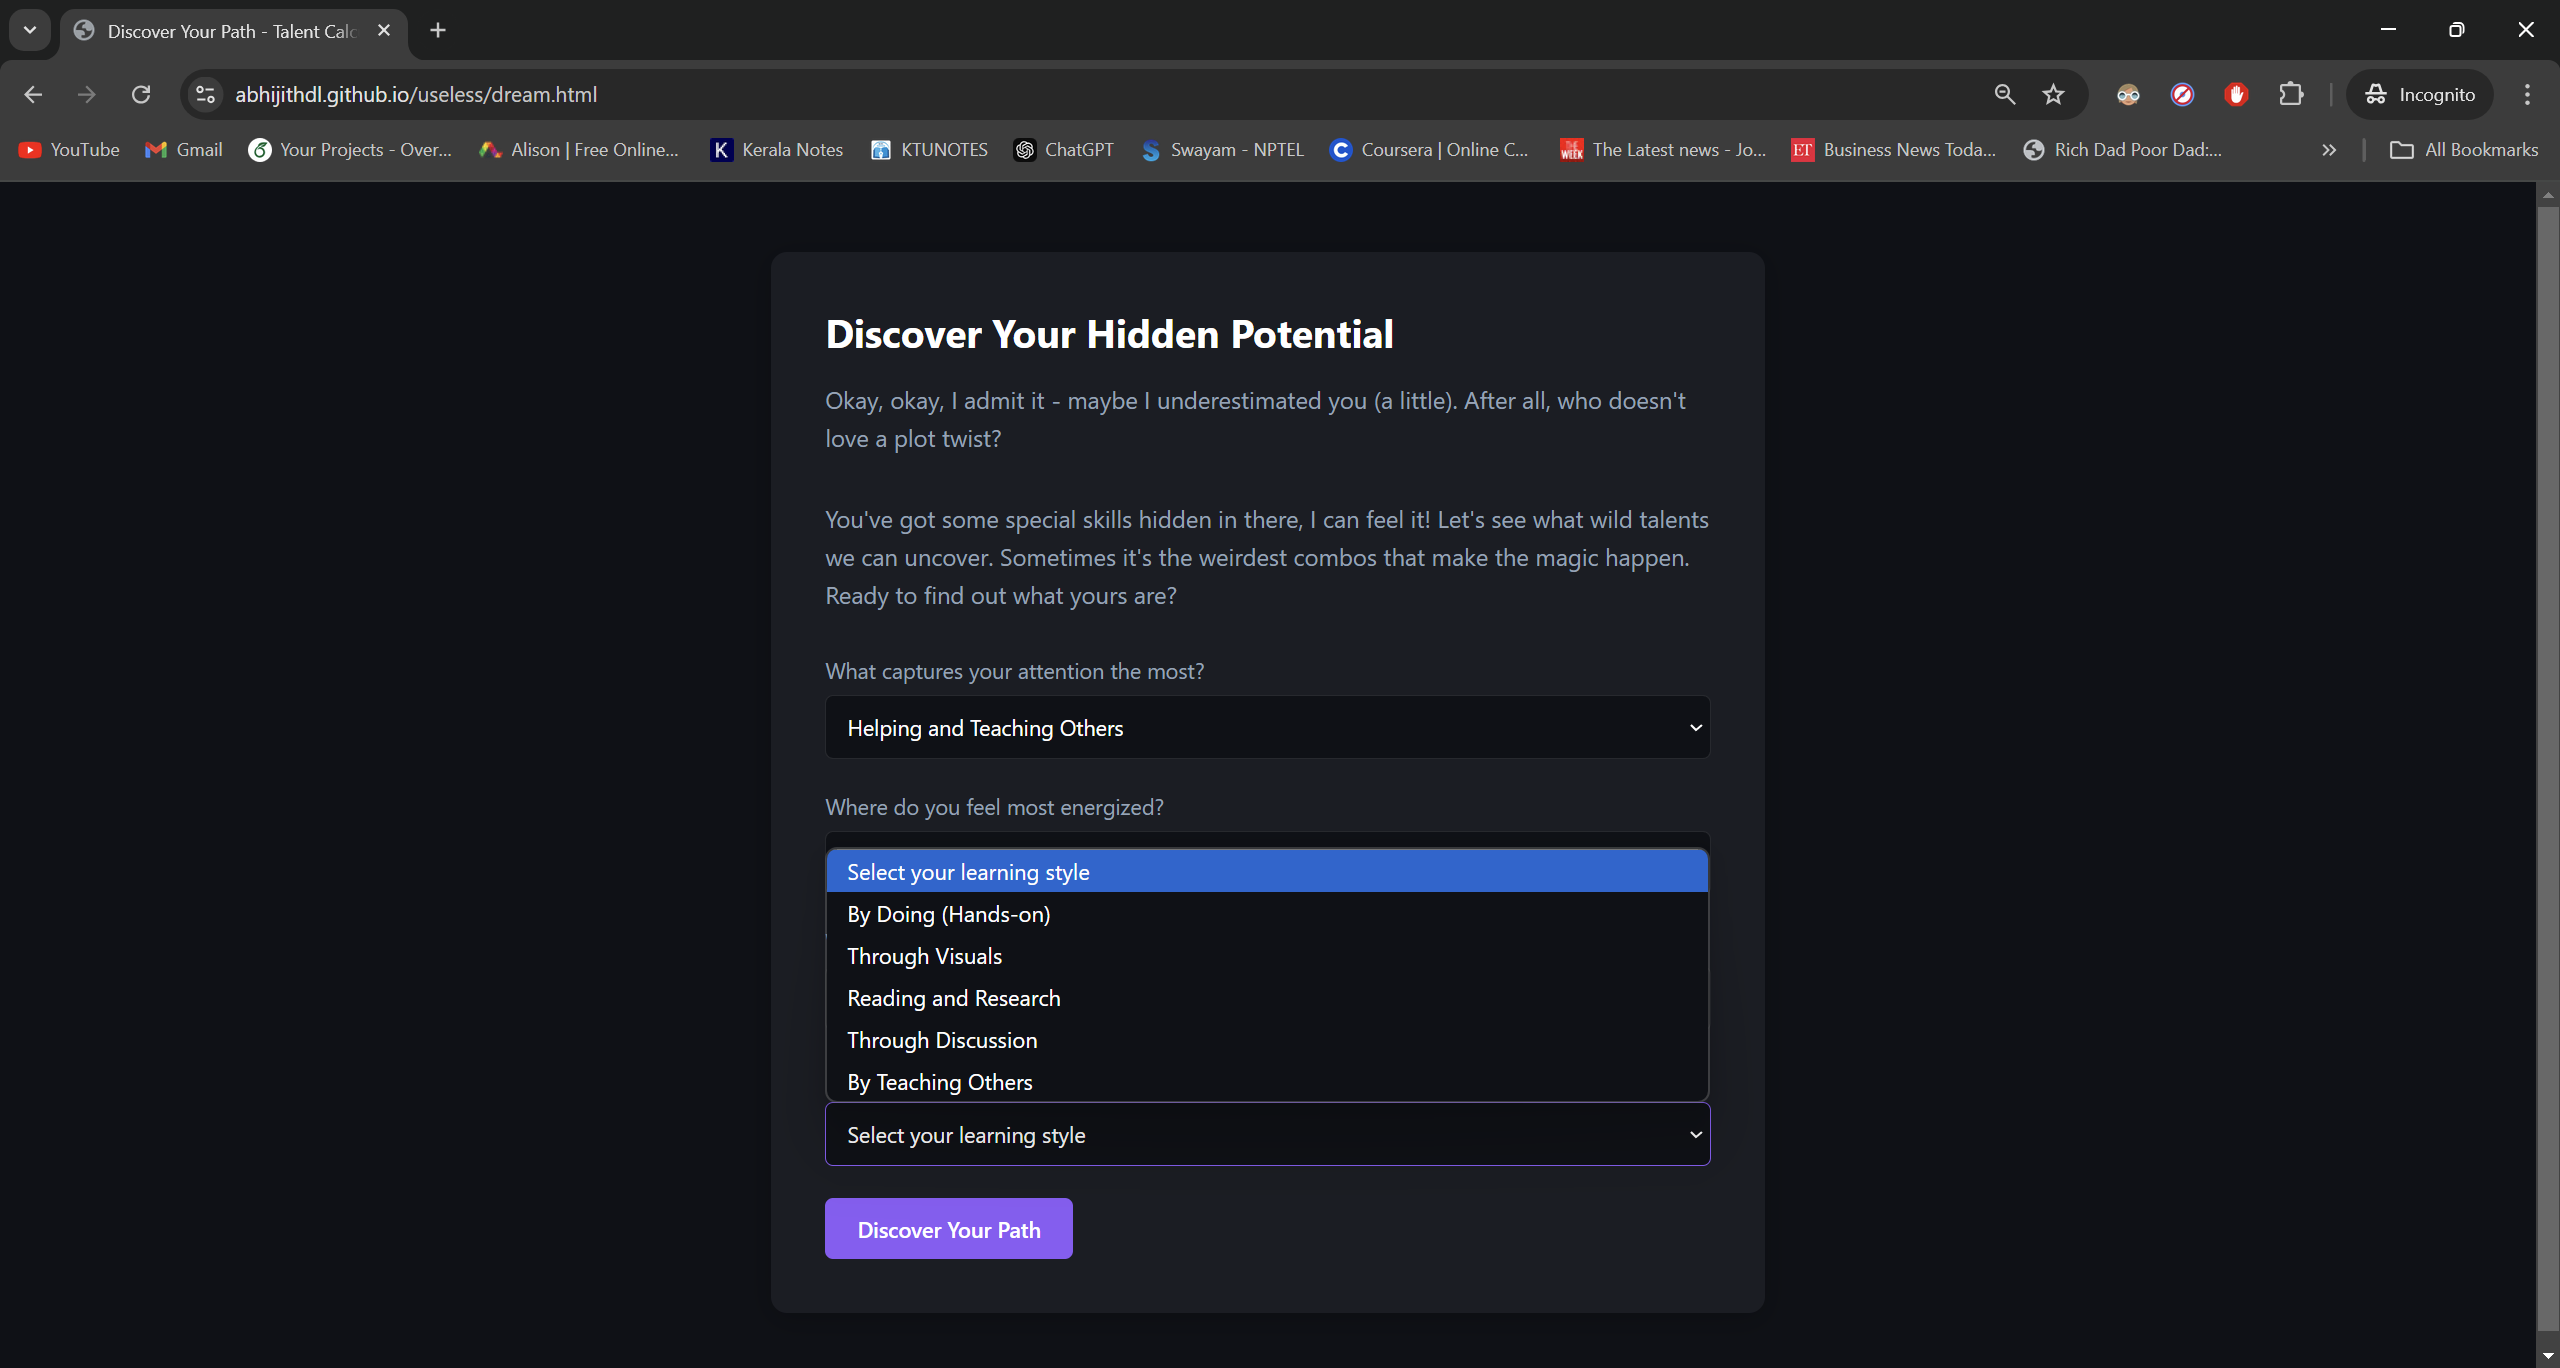 Discover Your Path - Talent Calc
abhijithdl.github.io/useless/dream.html
Incognito
YouTube
Gmail
Your Projects - Over...
Alison | Free Online...
Kerala Notes
KTUNOTES
ChatGPT
Swayam - NPTEL
Coursera | Online C...
The Latest news - Jo...
Business News Toda...
Rich Dad Poor Dad:...
All Bookmarks
Discover Your Hidden Potential
Okay, okay, I admit it - maybe I underestimated you (a little). After all, who doesn't
love a plot twist?
You've got some special skills hidden in there, I can feel it! Let's see what wild talents
we can uncover. Sometimes it's the weirdest combos that make the magic happen.
Ready to find out what yours are?
What captures your attention the most?
Helping and Teaching Others
Where do you feel most energized?
Select your learning style
By Doing (Hands-on)
Through Visuals
Reading and Research
Through Discussion
By Teaching Others
Select your learning style
Discover Your Path